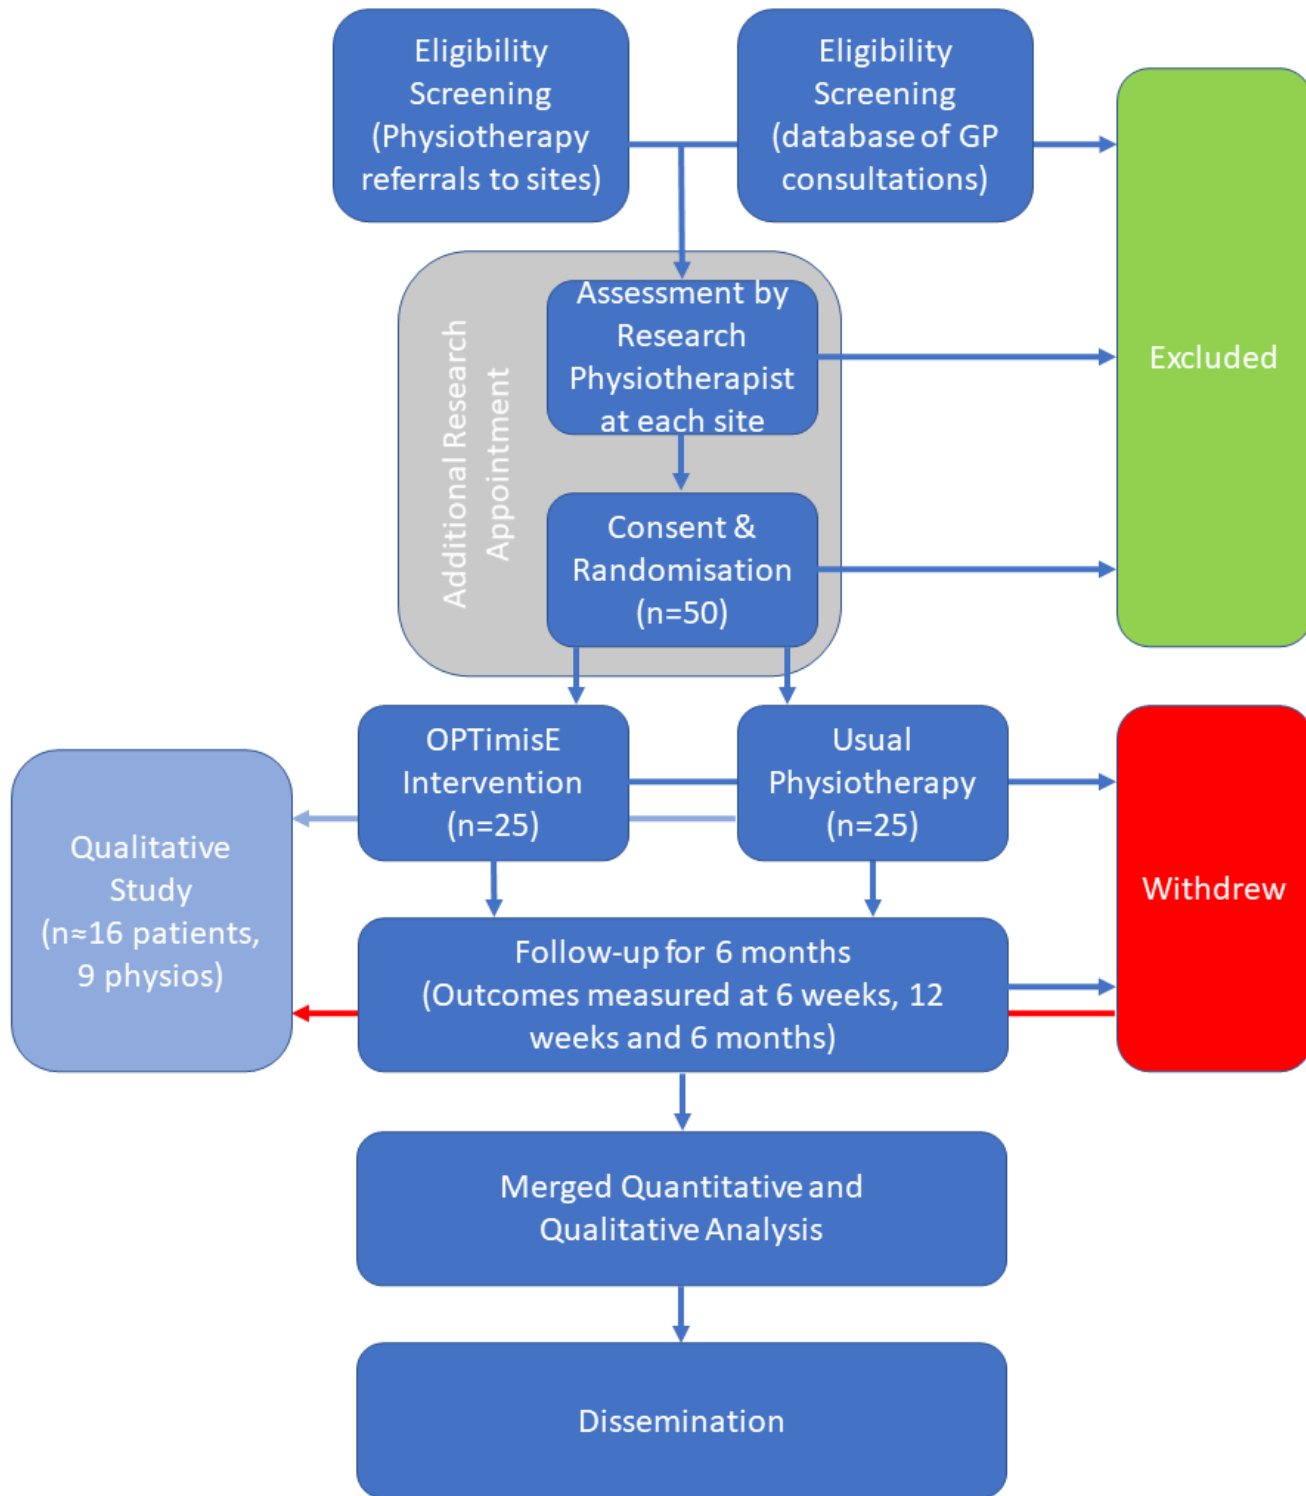 Eligibility
Screening
(Physiotherapy
referrals to sites)
Eligibility
Screening
(database of GP
consultations)
Excluded
Additional Research
Appointment
Assessment by
Research
Physiotherapist
at each site
Consent &
Randomisation
(n=50)
OPTimisE
Intervention
(n=25)
Usual
Physiotherapy
(n=25)
Withdrew
Qualitative
Study
(n≈16 patients,
9 physios)
Follow-up for 6 months
(Outcomes measured at 6 weeks, 12
weeks and 6 months)
Merged Quantitative and
Qualitative Analysis
Dissemination